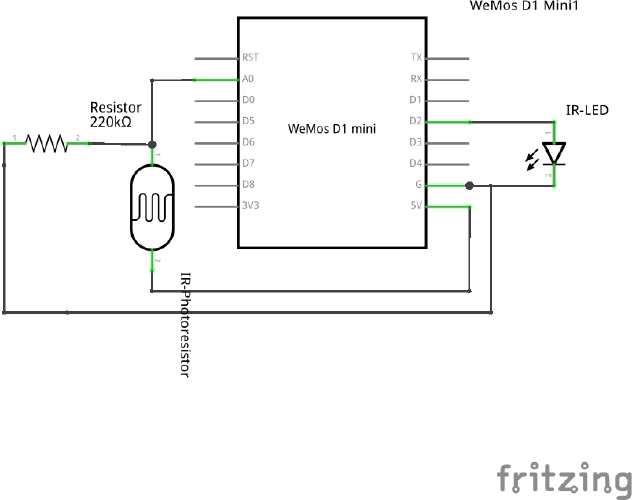 WeMos D1 Mini1
RST
TX
A0
RX
D0
D1
D5
D2
D6
D3
D7
D4
D8
G
3V3
5V
WeMos D1 mini
Resistor
220kΩ
1
2
IR-LED
1
2
1
2
IR-Photoresistor
fritzing